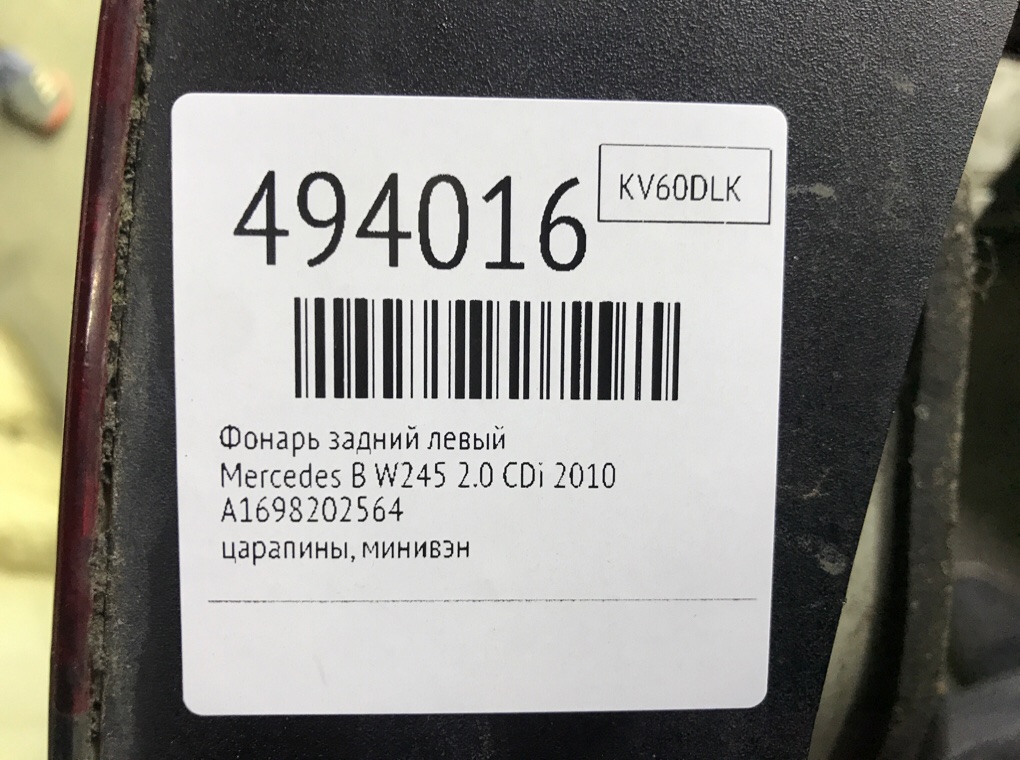 494016
KV60DLK
Фонарь задний левый
Mercedes B W245 2.0 CDi 2010
A1698202564
царапины, минивэн